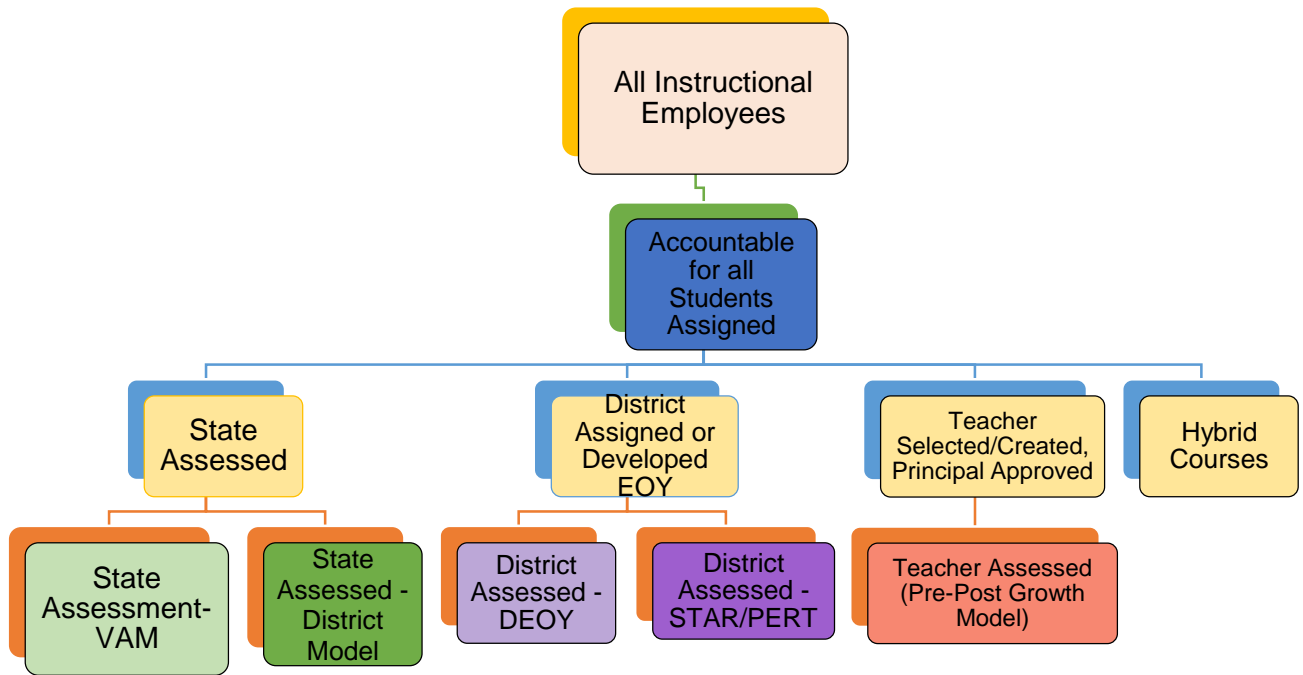 All Instructional
Employees
Accountable
for all
Students
Assigned
State
Assessed
District
Assigned or
Developed
EOY
Teacher
Selected/Created,
Principal Approved
Hybrid
Courses
State
Assessment-
VAM
State
Assessed -
District
Model
District
Assessed -
DEOY
District
Assessed -
STAR/PERT
Teacher Assessed
(Pre-Post Growth
Model)